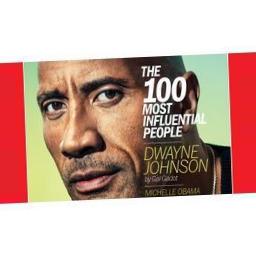 THE
100
MOST
INFLUENTIAL
PEOPLE
DWAYNE
JOHNSON
by Gal Gadot
MICHELLE OBAMA